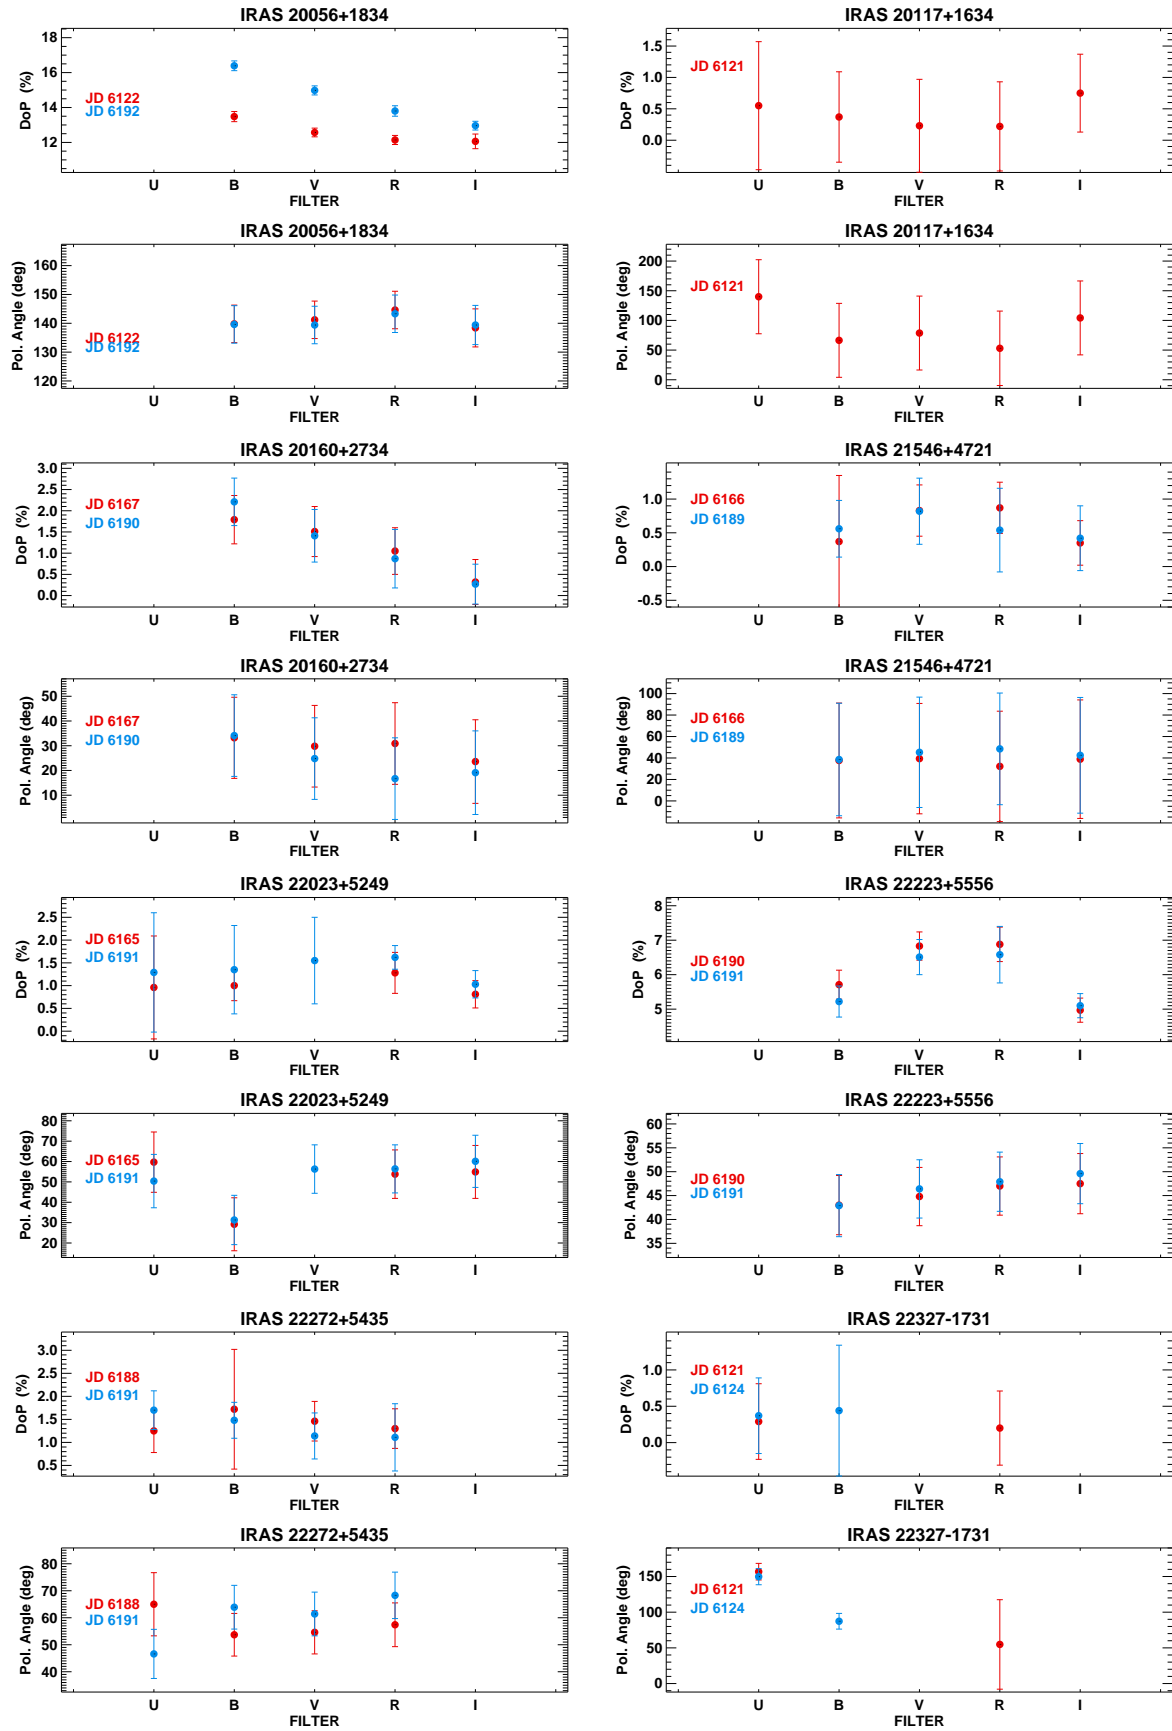 IRAS 20056+1834
18
16
14
12
DoP (%)
JD 6122
JD 6192
U B V R I
FILTER
IRAS 20117+1634
1.5
1.0
0.5
0.0
DoP (%)
JD 6121
U B V R I
FILTER
IRAS 20056+1834
160
150
140
130
120
Pol. Angle (deg)
JD 6122
JD 6192
U B V R I
FILTER
IRAS 20117+1634
200
150
100
50
0
Pol. Angle (deg)
JD 6121
U B V R I
FILTER
IRAS 20160+2734
3.0
2.5
2.0
1.5
1.0
0.5
0.0
DoP (%)
JD 6167
JD 6190
U B V R I
FILTER
IRAS 21546+4721
1.0
0.5
0.0
-0.5
DoP (%)
JD 6166
JD 6189
U B V R I
FILTER
IRAS 20160+2734
50
40
30
20
10
Pol. Angle (deg)
JD 6167
JD 6190
U B V R I
FILTER
IRAS 21546+4721
100
80
60
40
20
0
Pol. Angle (deg)
JD 6166
JD 6189
U B V R I
FILTER
IRAS 22023+5249
2.5
2.0
1.5
1.0
0.5
0.0
DoP (%)
JD 6165
JD 6191
U B V R I
FILTER
IRAS 22223+5556
8
7
6
5
DoP (%)
JD 6190
JD 6191
U B V R I
FILTER
IRAS 22023+5249
80
70
60
50
40
30
20
Pol. Angle (deg)
JD 6165
JD 6191
U B V R I
FILTER
IRAS 22223+5556
60
55
50
45
40
35
Pol. Angle (deg)
JD 6190
JD 6191
U B V R I
FILTER
IRAS 22272+5435
3.0
2.5
2.0
1.5
1.0
0.5
DoP (%)
JD 6188
JD 6191
U B V R I
FILTER
IRAS 22327-1731
1.0
0.5
0.0
DoP (%)
JD 6121
JD 6124
U B V R I
FILTER
IRAS 22272+5435
80
70
60
50
40
Pol. Angle (deg)
JD 6188
JD 6191
U B V R I
FILTER
IRAS 22327-1731
150
100
50
0
Pol. Angle (deg)
JD 6121
JD 6124
U B V R I
FILTER